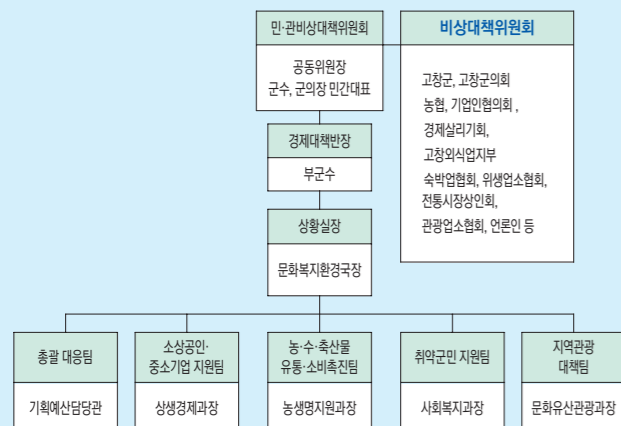 민·관비상대책위원회
공동위원장
군수, 군의장 민간대표
비상대책위원회
고창군, 고창군의회
농협, 기업인협의회 ,
경제살리기회,
고창외식업지부
숙박업협회, 위생업소협회,
전통시장상인회,
관광업소협회, 언론인 등
경제대책반장
부군수
상황실장
문화복지환경국장
총괄 대응팀
기획예산담당관
소상공인·
중소기업 지원팀
상생경제과장
농·수·축산물
유통·소비촉진팀
농생명지원과장
취약군민 지원팀
사회복지과장
지역관광
대책팀
문화유산관광과장